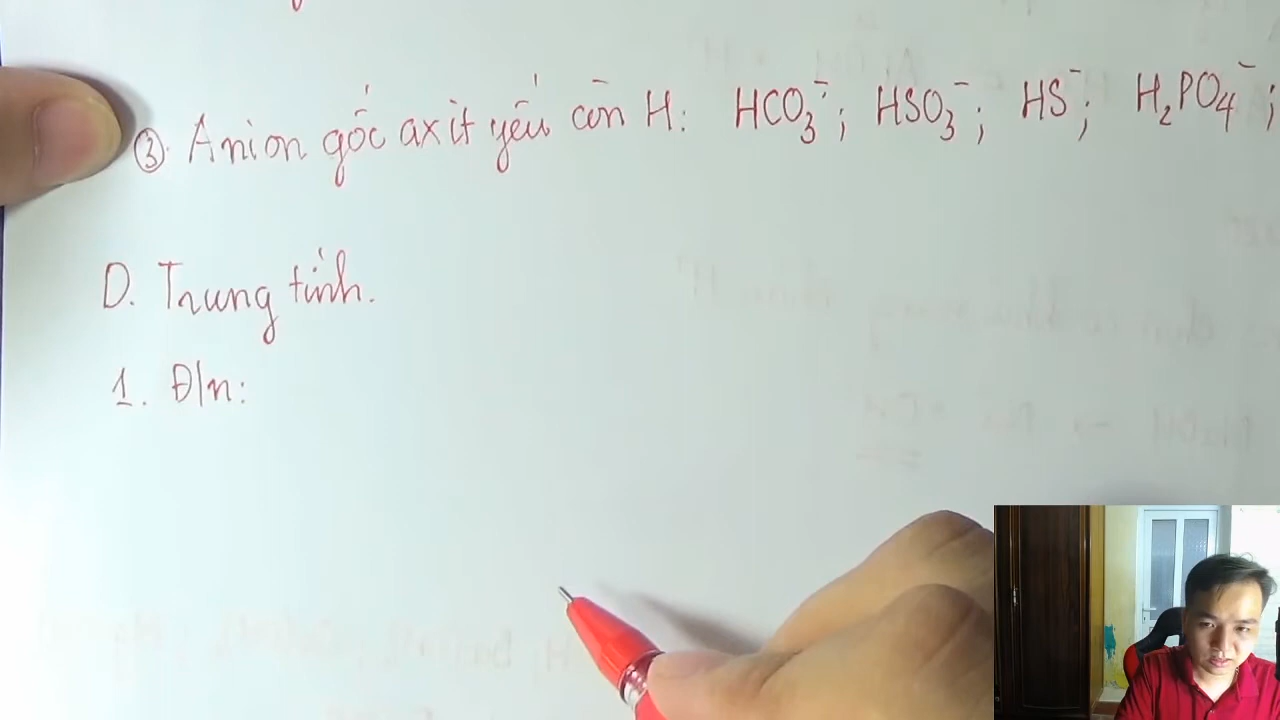 ③. Anion gốc axit yếu còn H: HCO₃⁻; HSO₃⁻; HS⁻; H₂PO₄⁻;
D. Trung tính.
1. Đ/n: